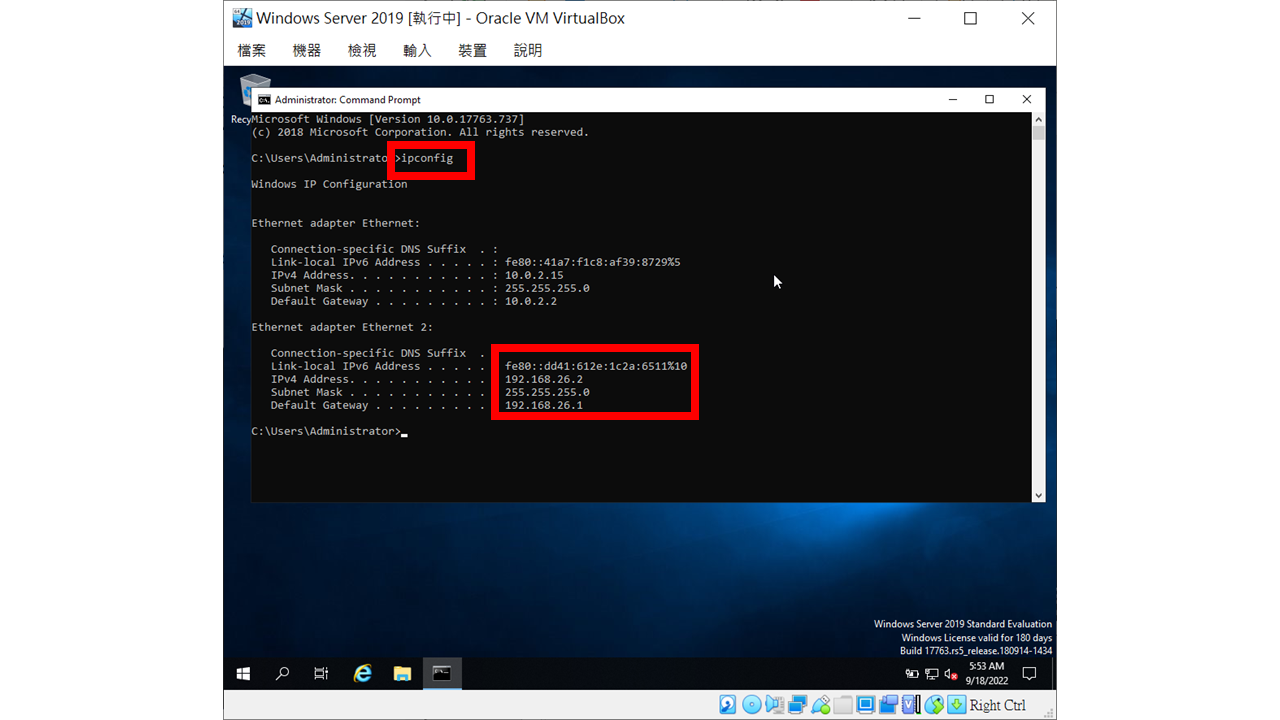 Windows Server 2019 [執行中] - Oracle VM VirtualBox
檔案 機器 檢視 輸入 裝置 說明
Administrator: Command Prompt
Recy
Microsoft Windows [Version 10.0.17763.737]
(c) 2018 Microsoft Corporation. All rights reserved.
C:\Users\Administrato>ipconfig
Windows IP Configuration
Ethernet adapter Ethernet:
Connection-specific DNS Suffix . :
Link-local IPv6 Address . . . . . : fe80::41a7:f1c8:af39:8729%5
IPv4 Address. . . . . . . . . . . : 10.0.2.15
Subnet Mask . . . . . . . . . . . : 255.255.255.0
Default Gateway . . . . . . . . . : 10.0.2.2
Ethernet adapter Ethernet 2:
Connection-specific DNS Suffix .
Link-local IPv6 Address . . . . . fe80::dd41:612e:1c2a:6511%10
IPv4 Address. . . . . . . . . . . 192.168.26.2
Subnet Mask . . . . . . . . . . . 255.255.255.0
Default Gateway . . . . . . . . . 192.168.26.1
C:\Users\Administrator>
Windows Server 2019 Standard Evaluation
Windows License valid for 180 days
Build 17763.rs5_release.180914-1434
5:53 AM
9/18/2022
Right Ctrl